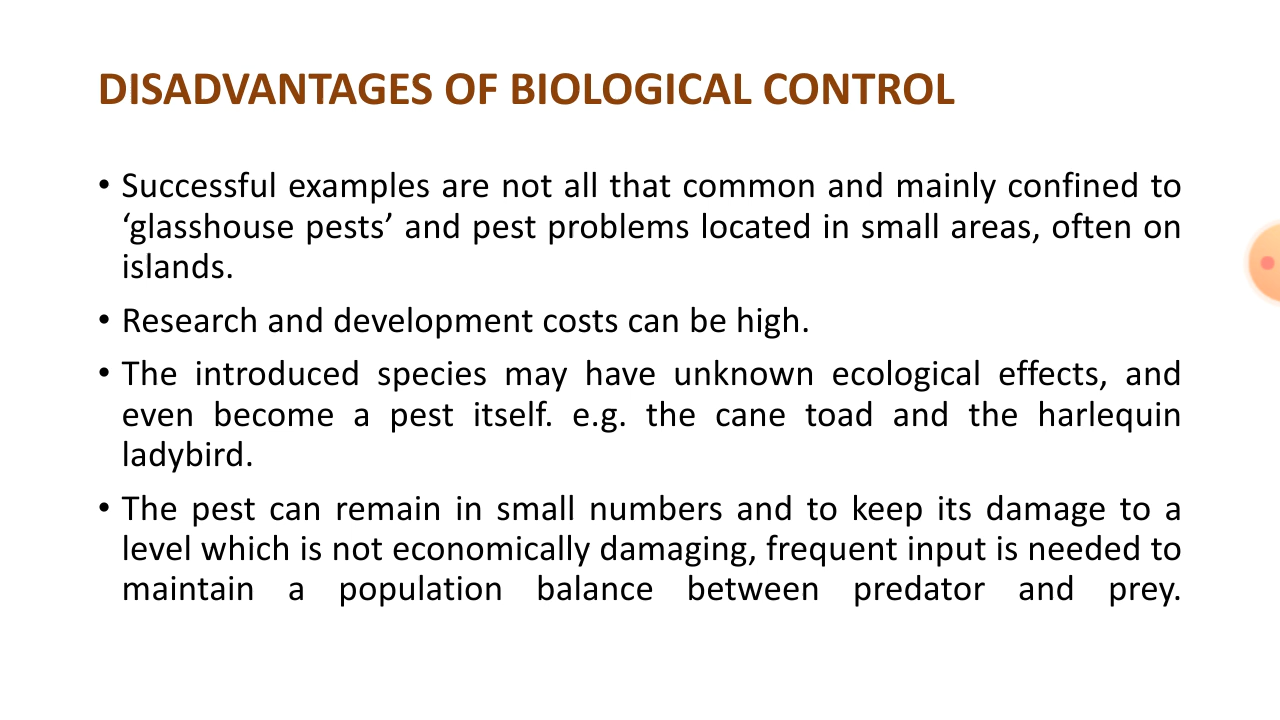 DISADVANTAGES OF BIOLOGICAL CONTROL
• Successful examples are not all that common and mainly confined to
‘glasshouse pests’ and pest problems located in small areas, often on
islands.
• Research and development costs can be high.
• The introduced species may have unknown ecological effects, and
even become a pest itself. e.g. the cane toad and the harlequin
ladybird.
• The pest can remain in small numbers and to keep its damage to a
level which is not economically damaging, frequent input is needed to
maintain a population balance between predator and prey.